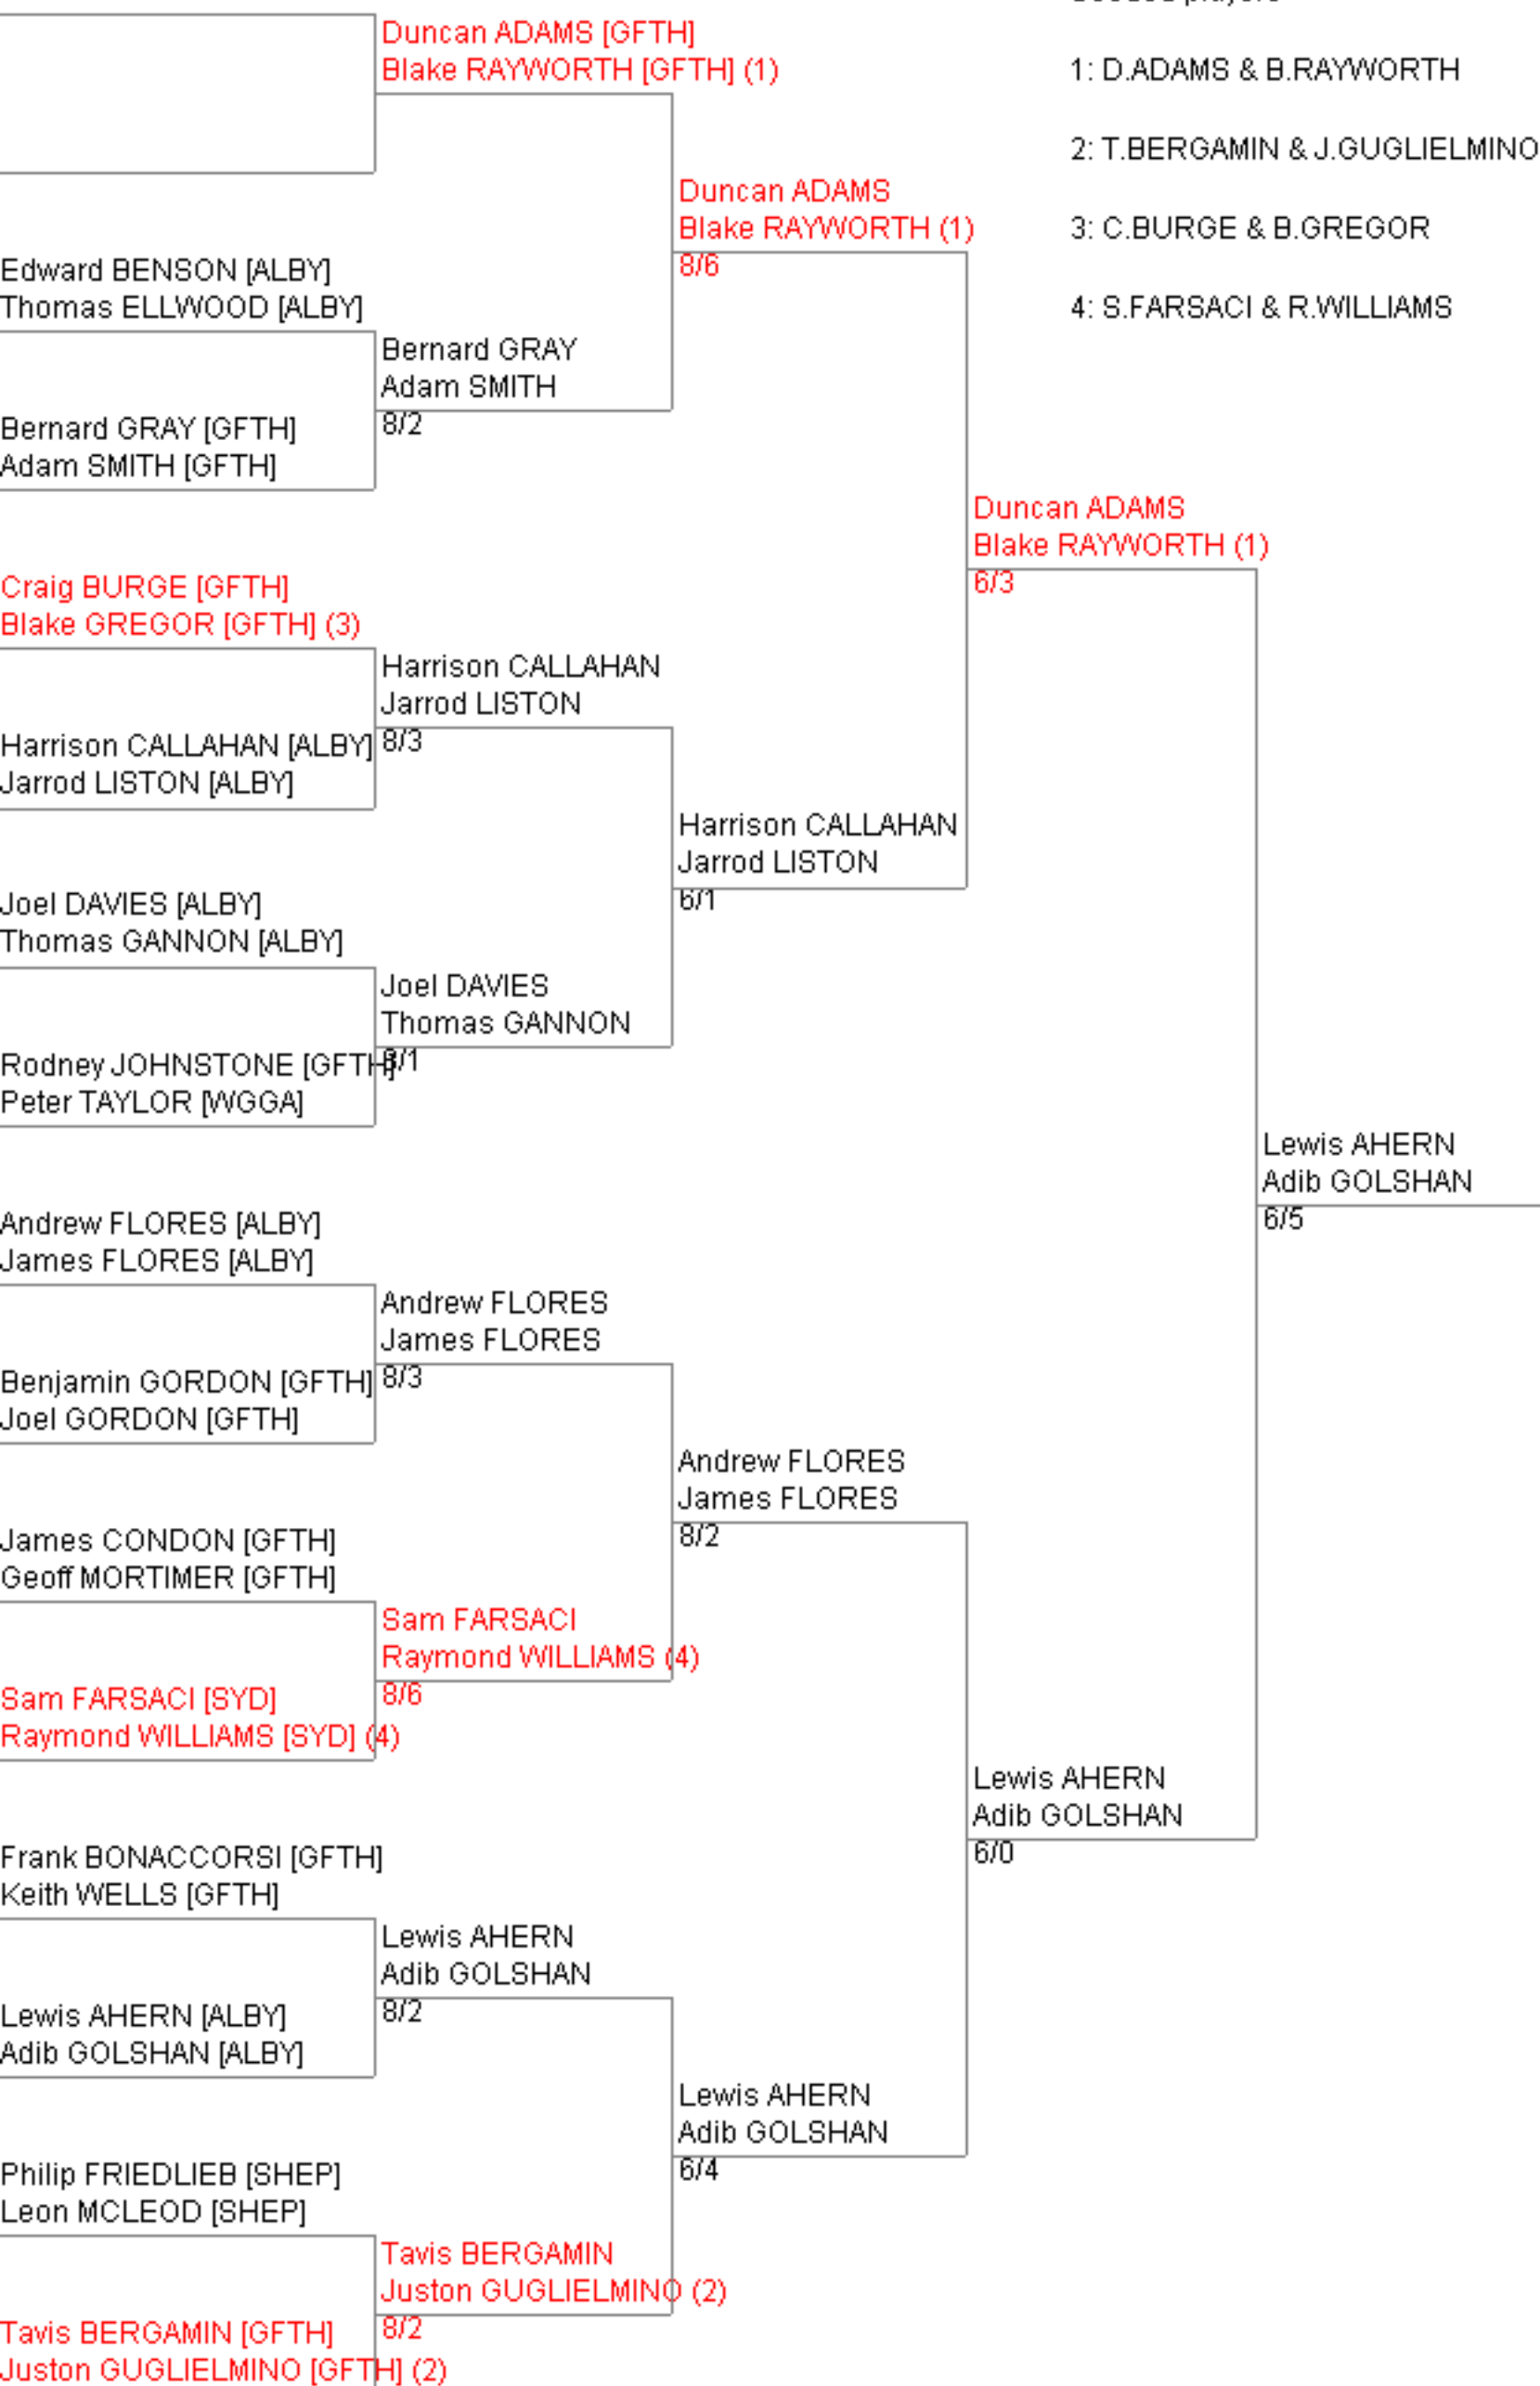 Duncan ADAMS [GFTH]
Blake RAYWORTH [GFTH] (1)
1: D.ADAMS & B.RAYWORTH
2: T.BERGAMIN & J.GUGLIELMINO
Duncan ADAMS
Blake RAYWORTH (1)
8/6
3: C.BURGE & B.GREGOR
4: S.FARSACI & R.WILLIAMS
Edward BENSON [ALBY]
Thomas ELLWOOD [ALBY]
Bernard GRAY
Adam SMITH
8/2
Bernard GRAY [GFTH]
Adam SMITH [GFTH]
Duncan ADAMS
Blake RAYWORTH (1)
6/3
Craig BURGE [GFTH]
Blake GREGOR [GFTH] (3)
Harrison CALLAHAN
Jarrod LISTON
8/3
Harrison CALLAHAN [ALBY]
Jarrod LISTON [ALBY]
Harrison CALLAHAN
Jarrod LISTON
6/1
Joel DAVIES [ALBY]
Thomas GANNON [ALBY]
Joel DAVIES
Thomas GANNON
Rodney JOHNSTONE [GFTH]
Peter TAYLOR [WGGA]
Lewis AHERN
Adib GOLSHAN
6/5
Andrew FLORES [ALBY]
James FLORES [ALBY]
Andrew FLORES
James FLORES
8/3
Benjamin GORDON [GFTH]
Joel GORDON [GFTH]
Andrew FLORES
James FLORES
8/2
James CONDON [GFTH]
Geoff MORTIMER [GFTH]
Sam FARSACI
Raymond WILLIAMS (4)
8/6
Sam FARSACI [SYD]
Raymond WILLIAMS [SYD] (4)
Lewis AHERN
Adib GOLSHAN
6/0
Frank BONACCORSI [GFTH]
Keith WELLS [GFTH]
Lewis AHERN
Adib GOLSHAN
8/2
Lewis AHERN [ALBY]
Adib GOLSHAN [ALBY]
Lewis AHERN
Adib GOLSHAN
6/4
Philip FRIEDLIEB [SHEP]
Leon MCLEOD [SHEP]
Tavis BERGAMIN
Juston GUGLIELMINO (2)
8/2
Tavis BERGAMIN [GFTH]
Juston GUGLIELMINO [GFTH] (2)